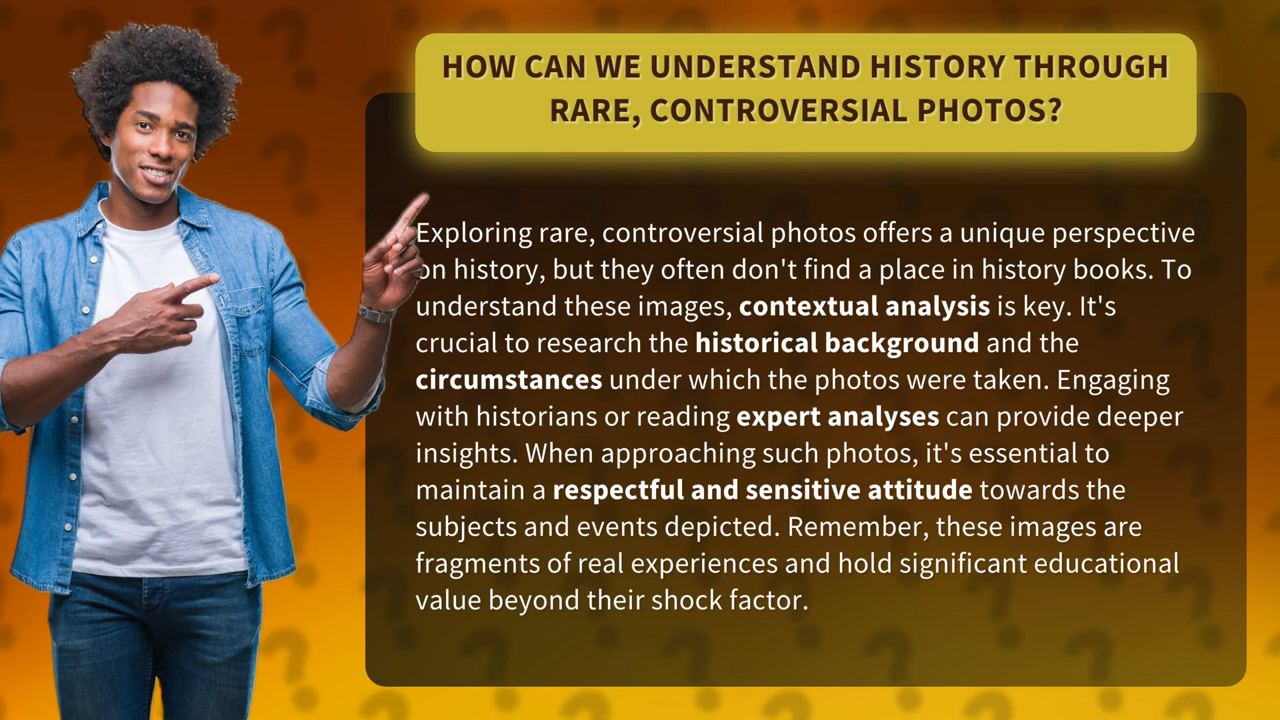 HOW CAN WE UNDERSTAND HISTORY THROUGH
RARE, CONTROVERSIAL PHOTOS?
Exploring rare, controversial photos offers a unique perspective
on history, but they often don't find a place in history books. To
understand these images, contextual analysis is key. It's
crucial to research the historical background and the
circumstances under which the photos were taken. Engaging
with historians or reading expert analyses can provide deeper
insights. When approaching such photos, it's essential to
maintain a respectful and sensitive attitude towards the
subjects and events depicted. Remember, these images are
fragments of real experiences and hold significant educational
value beyond their shock factor.